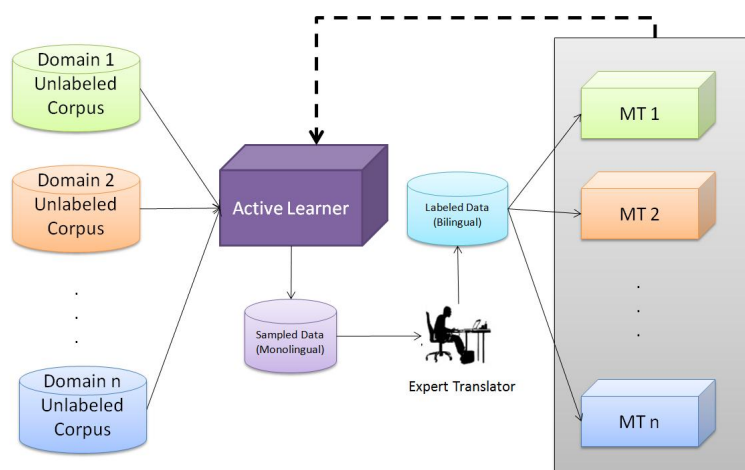 Domain 1
Unlabeled
Corpus
Domain 2
Unlabeled
Corpus
.
.
.
Domain n
Unlabeled
Corpus
Active Learner
Sampled Data
(Monolingual)
Expert Translator
Labeled Data
(Bilingual)
MT 1
MT 2
.
.
.
MT n